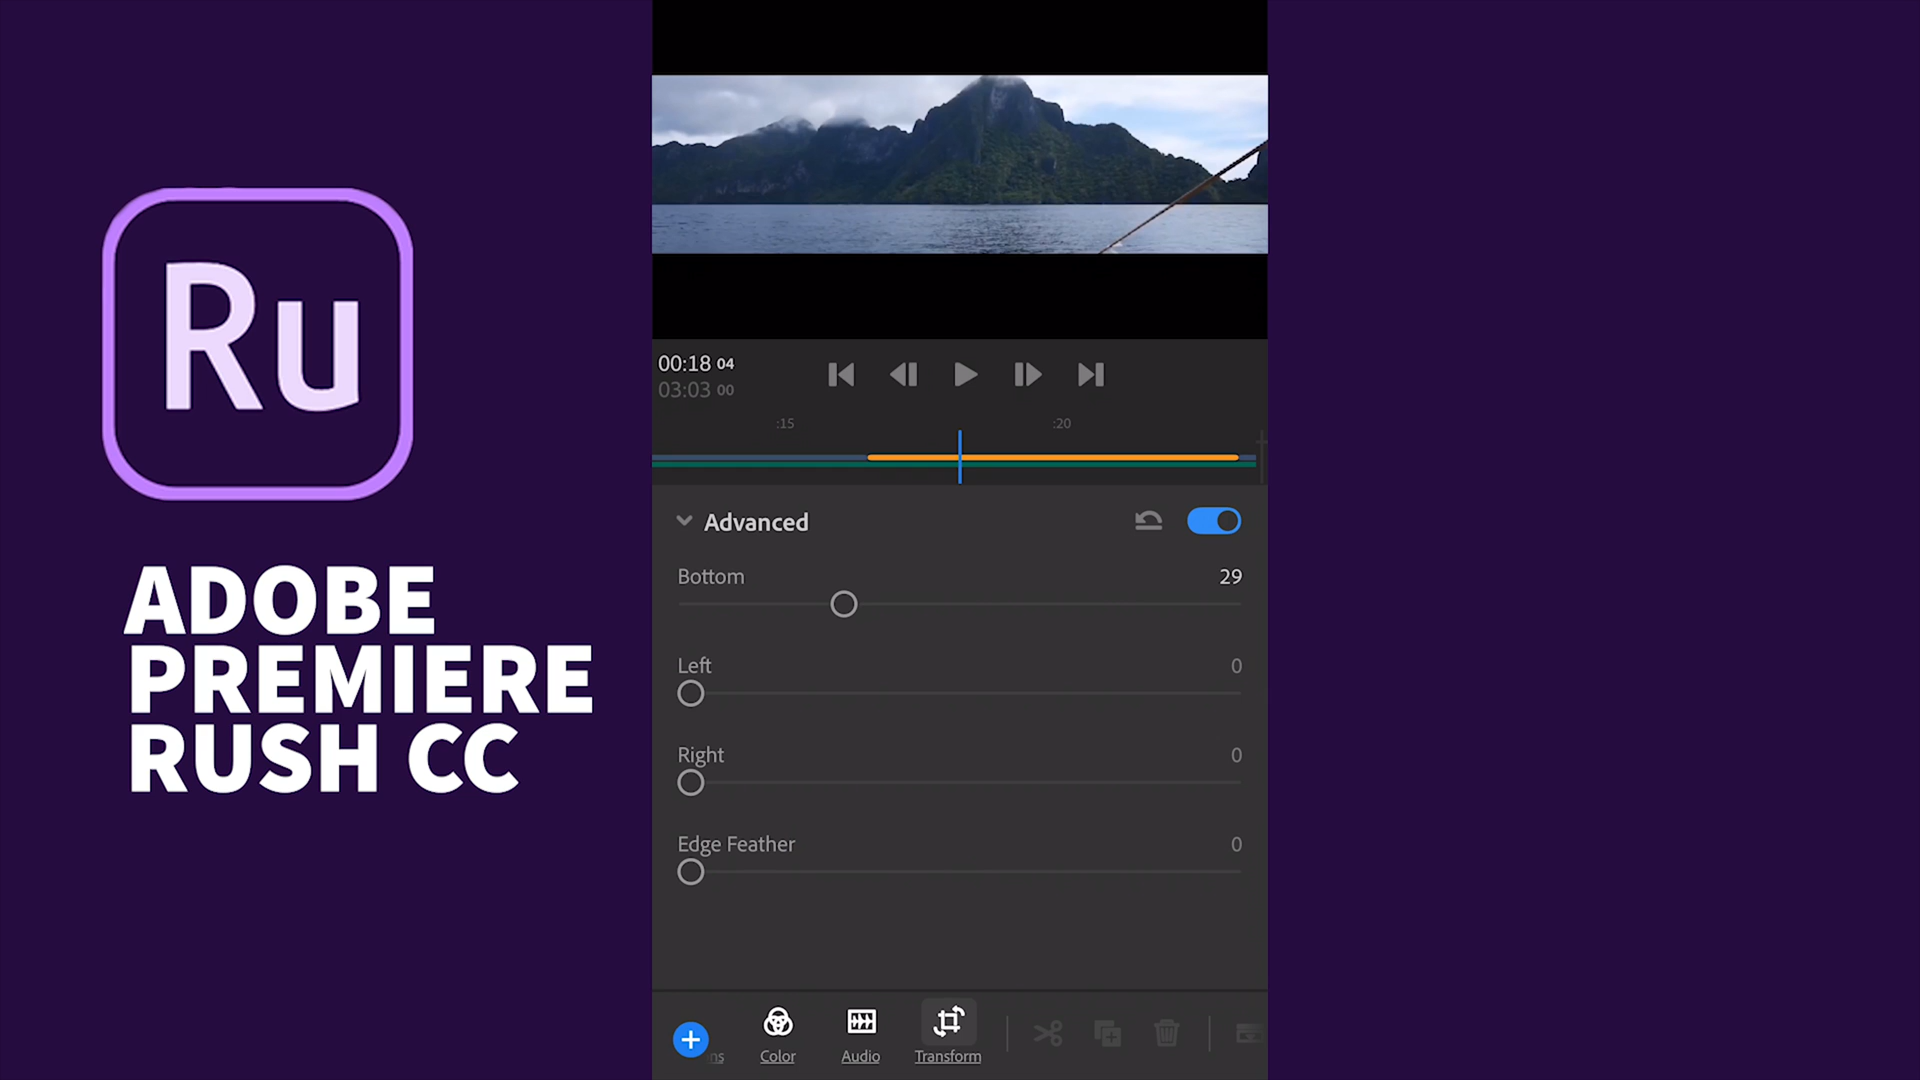 Ru
ADOBE
PREMIERE
RUSH CC
00:18 04
03:03 00
:15 :20
Advanced
Bottom 29
Left 0
Right 0
Edge Feather 0
ns Color Audio Transform